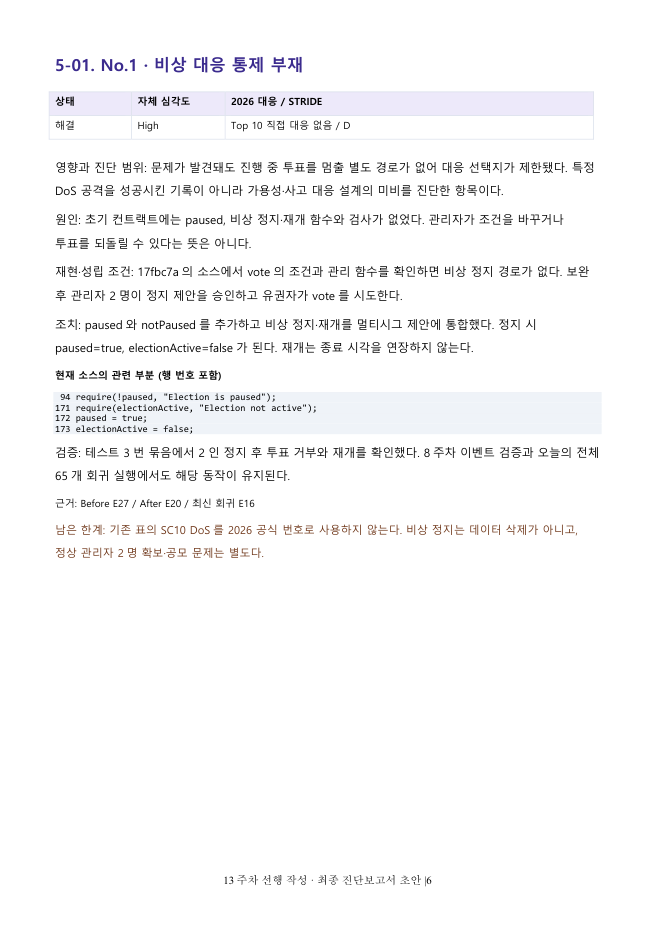 5-01. No.1 · 비상 대응 통제 부재
상태 자체 심각도 2026 대응 / STRIDE
해결 High Top 10 직접 대응 없음 / D
영향과 진단 범위: 문제가 발견돼도 진행 중 투표를 멈출 별도 경로가 없어 대응 선택지가 제한됐다. 특정
DoS 공격을 성공시킨 기록이 아니라 가용성·사고 대응 설계의 미비를 진단한 항목이다.
원인: 초기 컨트랙트에는 paused, 비상 정지·재개 함수와 검사가 없었다. 관리자가 조건을 바꾸거나
투표를 되돌릴 수 있다는 뜻은 아니다.
재현·성립 조건: 17fbc7a 의 소스에서 vote 의 조건과 관리 함수를 확인하면 비상 정지 경로가 없다. 보완
후 관리자 2 명이 정지 제안을 승인하고 유권자가 vote 를 시도한다.
조치: paused 와 notPaused 를 추가하고 비상 정지·재개를 멀티시그 제안에 통합했다. 정지 시
paused=true, electionActive=false 가 된다. 재개는 종료 시각을 연장하지 않는다.
현재 소스의 관련 부분 (행 번호 포함)
94 require(!paused, "Election is paused");
171 require(electionActive, "Election not active");
172 paused = true;
173 electionActive = false;
검증: 테스트 3 번 묶음에서 2 인 정지 후 투표 거부와 재개를 확인했다. 8 주차 이벤트 검증과 오늘의 전체
65 개 회귀 실행에서도 해당 동작이 유지된다.
근거: Before E27 / After E20 / 최신 회귀 E16
남은 한계: 기존 표의 SC10 DoS 를 2026 공식 번호로 사용하지 않는다. 비상 정지는 데이터 삭제가 아니고,
정상 관리자 2 명 확보·공모 문제는 별도다.
13 주차 선행 작성 · 최종 진단보고서 초안 |6